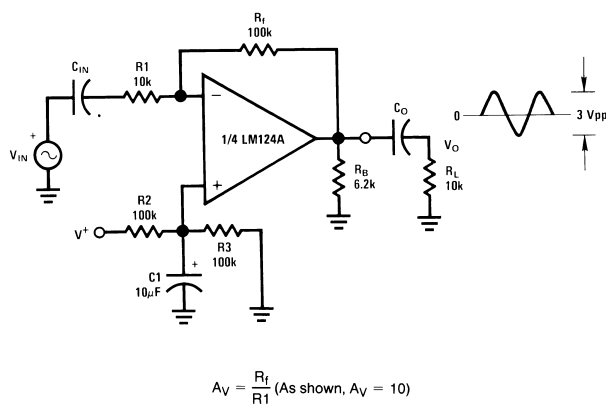 Rf
100k
CIN
R1
10k
−
+
1/4 LM124A
+
VIN
R2
100k
V+
R3
100k
C1
+
10µF
RB
6.2k
CO
VO
RL
10k
0
3 Vpp
AV = Rf/R1 (As shown, AV = 10)